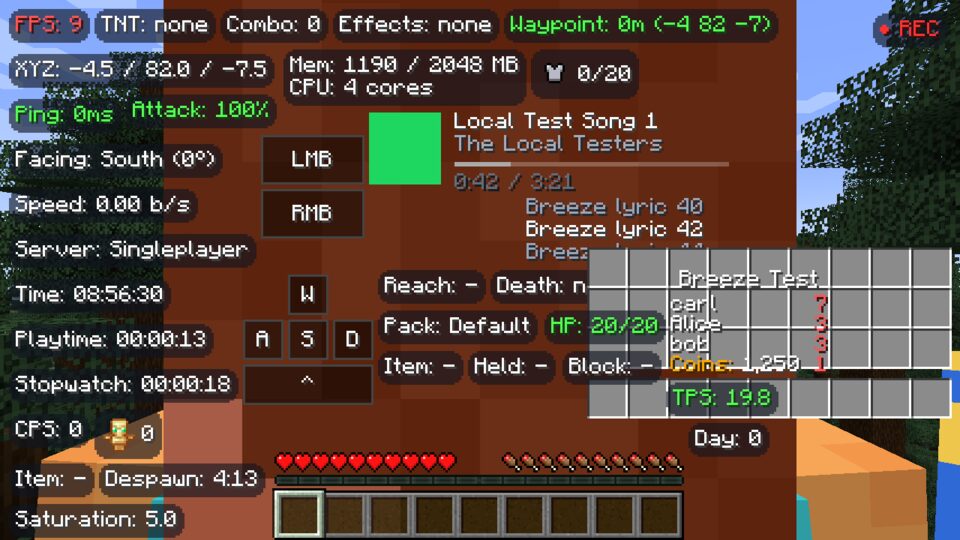 FPS: 9 TNT: none Combo: 0 Effects: none Waypoint: 0m (-4 82 -7)
• REC
XYZ: -4.5 / 82.0 / -7.5
Mem: 1190 / 2048 MB
CPU: 4 cores
0/20
Ping: 0ms Attack: 100%
Local Test Song 1
The Local Testers
0:42 / 3:21
Facing: South (0°)
LMB
Speed: 0.00 b/s
RMB
Breeze lyric 40
Breeze lyric 42
Breeze lyric
Server: Singleplayer
Time: 08:56:30
W
Reach: - Death: n
Breeze Test
carl 7
Alice 3
bob 3
Coins: 1,250 1
Playtime: 00:00:13
A S D
Pack: Default HP: 20/20
Stopwatch: 00:00:18
^
Item: - Held: - Block: -
TPS: 19.8
CPS: 0 0
Day: 0
Item: - Despawn: 4:13
Saturation: 5.0